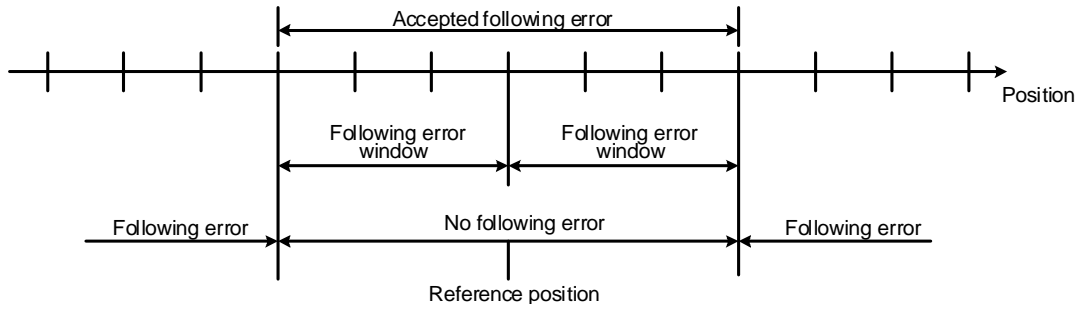 Accepted following error
Position
Following error
window
Following error
window
Following error
No following error
Following error
Reference position